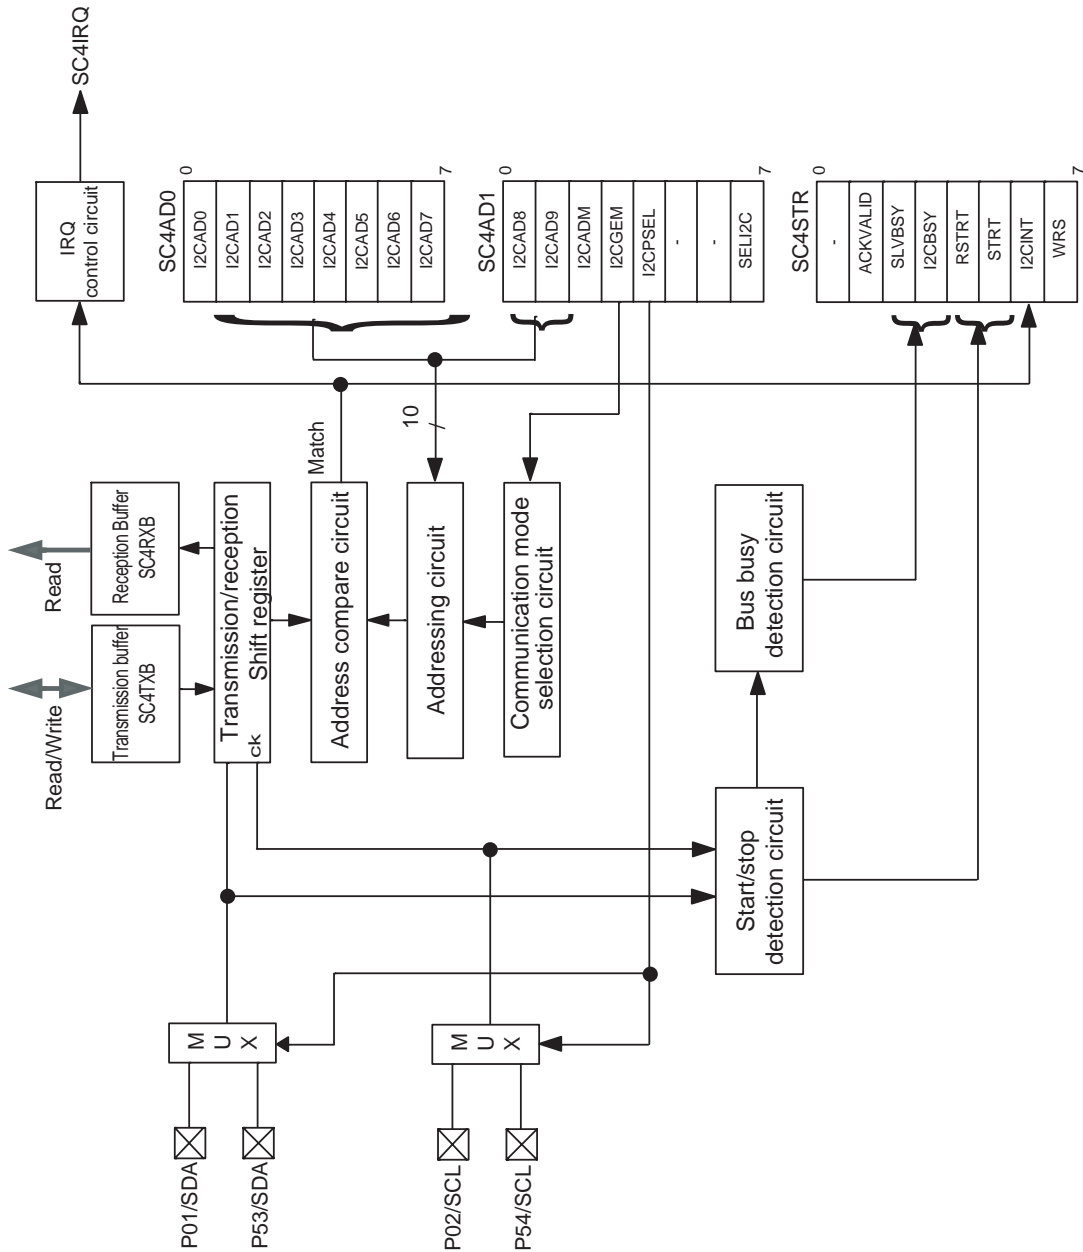 SC4IRQ
IRQ
control circuit
SC4AD0
0
I2CAD0
I2CAD1
I2CAD2
I2CAD3
I2CAD4
I2CAD5
I2CAD6
I2CAD7
7
SC4AD1
0
I2CAD8
I2CAD9
I2CADM
I2CGEM
I2CPSEL
-
-
SELI2C
7
SC4STR
0
-
ACKVALID
SLVBSY
I2CBSY
RSTRT
STRT
I2CINT
WRS
7
Read
Reception Buffer
SC4RXB
Read/Write
Transmission buffer
SC4TXB
Transmission/reception
Shift register
ck
Match
Address compare circuit
10
Addressing circuit
Communication mode
selection circuit
Bus busy
detection circuit
Start/stop
detection circuit
M
U
X
M
U
X
P01/SDA
P53/SDA
P02/SCL
P54/SCL